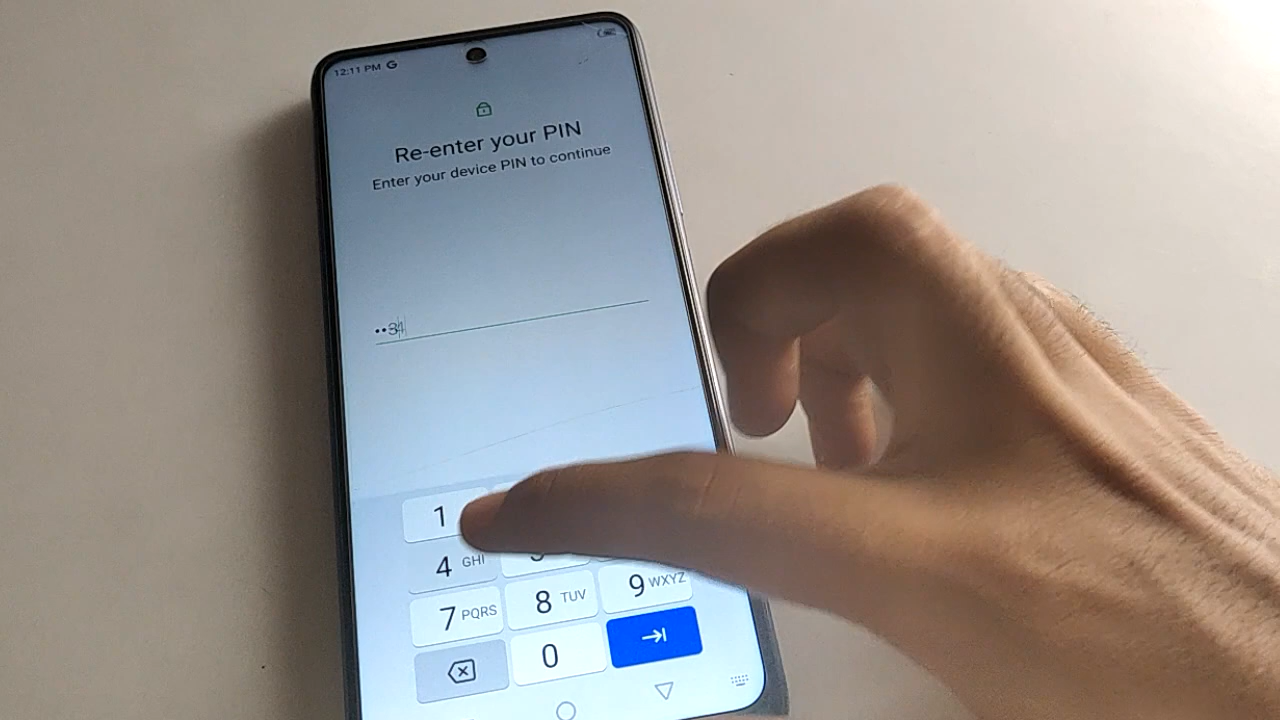 12:11 PM G
Re-enter your PIN
Enter your device PIN to continue
••34
1
4 GHI
7 PQRS 8 TUV 9 WXYZ
0